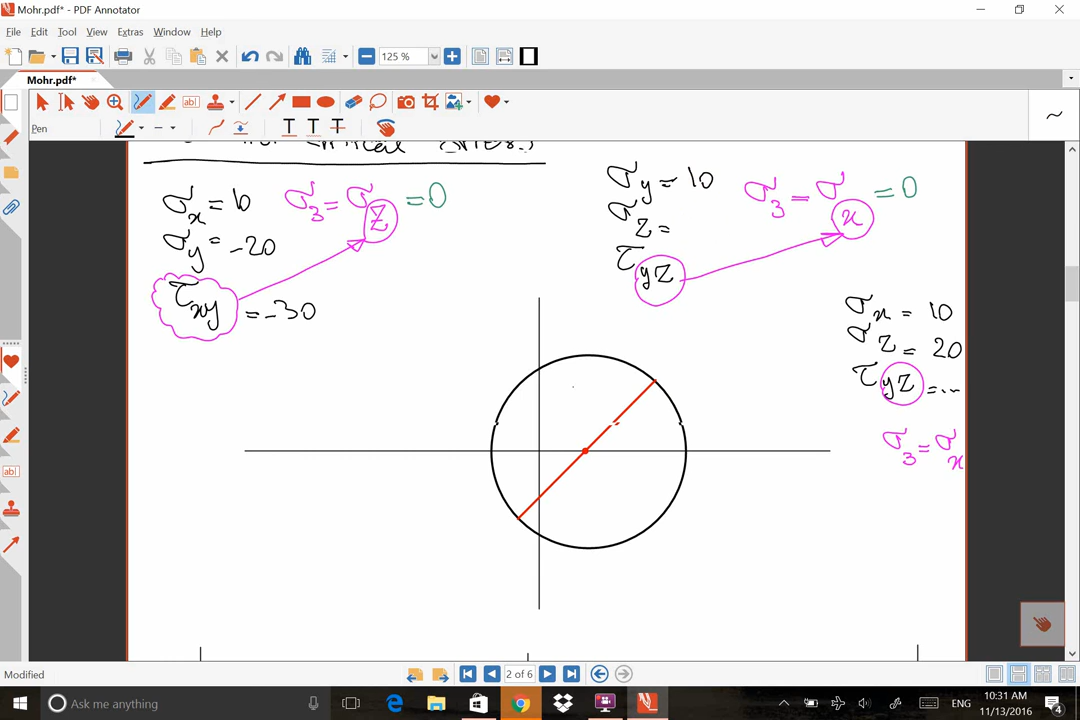 Mohr.pdf* - PDF Annotator
File Edit Tool View Extras Window Help
125 %
Mohr.pdf*
Pen
σx = 10
σ3 = σz = 0
σy = -20
τxy = -30
σy = 10
σ3 = σx = 0
σz =
τyz
σx = 10
σz = 20
τyz = ...
σ3 = σx
Modified
2 of 6
Ask me anything
ENG
10:31 AM
11/13/2016
4